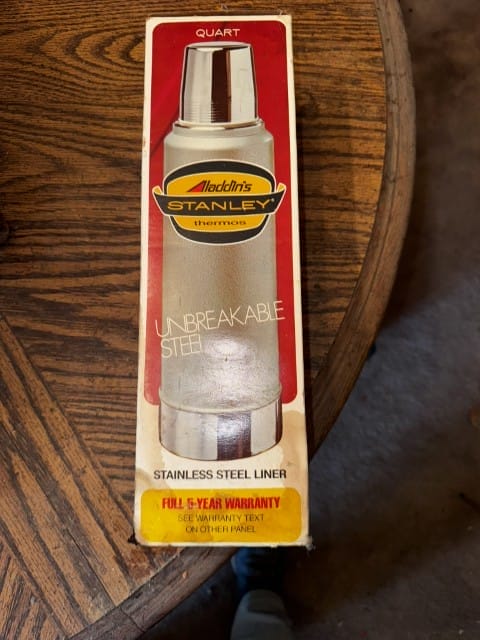 QUART
Aladdin's
STANLEY®
thermos
UNBREAKABLE
STEEL
STAINLESS STEEL LINER
FULL 5-YEAR WARRANTY
SEE WARRANTY TEXT
ON OTHER PANEL